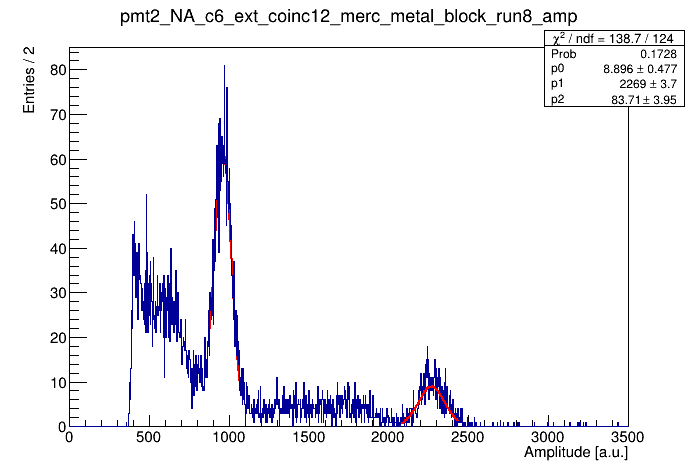 pmt2_NA_c6_ext_coinc12_merc_metal_block_run8_amp
χ² / ndf = 138.7 / 124
Prob 0.1728
p0 8.896 ± 0.477
p1 2269 ± 3.7
p2 83.71 ± 3.95
Entries / 2
80
70
60
50
40
30
20
10
0
0 500 1000 1500 2000 2500 3000 3500
Amplitude [a.u.]